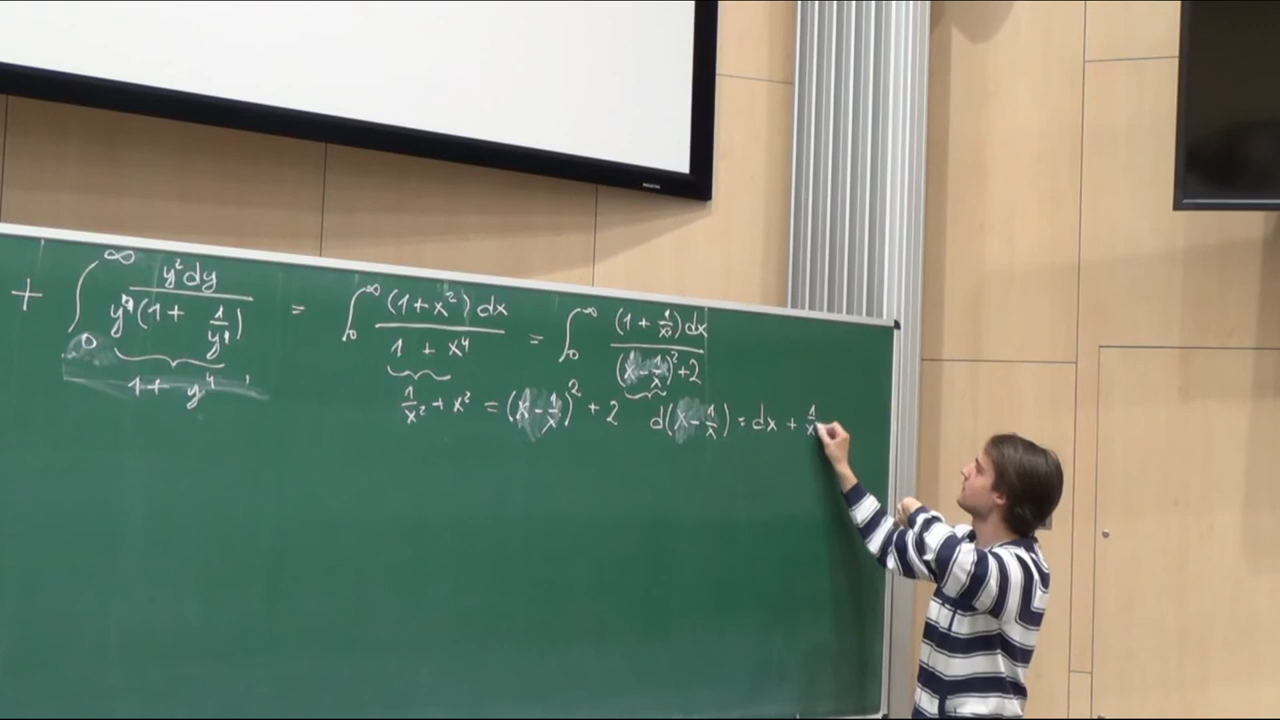 + ∫₀^∞ y²dy / y⁴(1 + 1/y⁴) = ∫₀^∞ (1+x²)dx / 1 + x⁴ = ∫₀^∞ (1 + 1/x²)dx / (x - 1/x)² + 2
1 + y⁴
1/x² + x² = (x - 1/x)² + 2
d(x - 1/x) = dx + 1/x